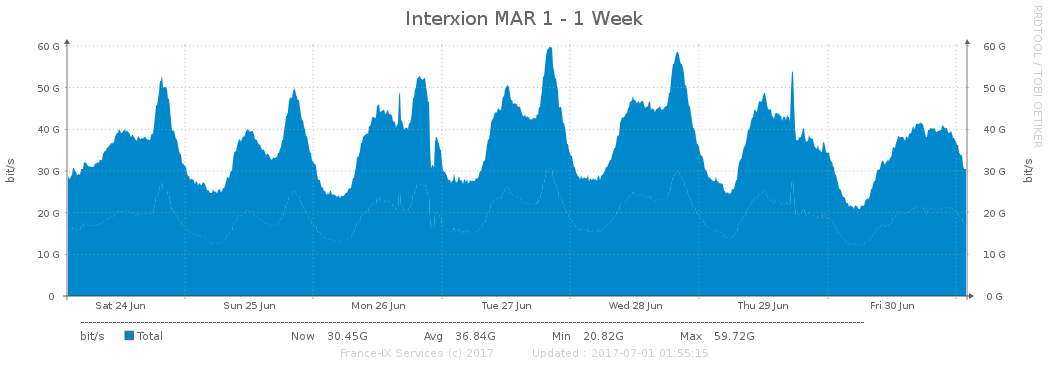 Interxion MAR 1 - 1 Week
RRDTOOL / TOBI OETIKER
60 G 60 G
50 G 50 G
40 G 40 G
30 G 30 G
20 G 20 G
10 G 10 G
0 0 G
bit/s bit/s
Sat 24 Jun Sun 25 Jun Mon 26 Jun Tue 27 Jun Wed 28 Jun Thu 29 Jun Fri 30 Jun
bit/s Total Now 30.45G Avg 36.84G Min 20.82G Max 59.72G
France-IX Services (c) 2017 Updated : 2017-07-01 01:55:15